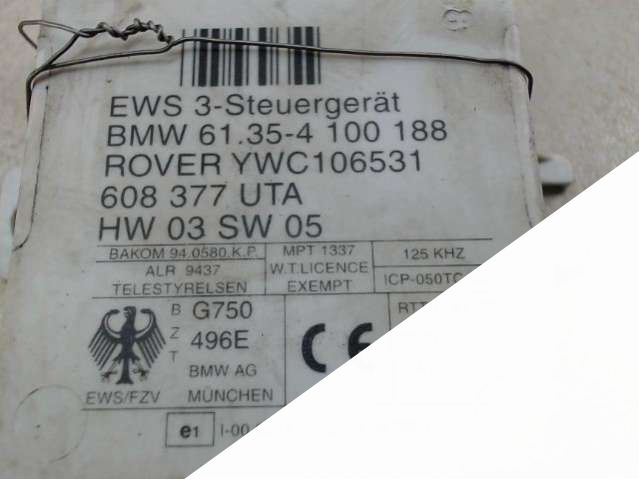 EWS 3-Steuergerät
BMW 61.35-4 100 188
ROVER YWC106531
608 377 UTA
HW 03 SW 05
BAKOM 94.0580.K.P.
MPT 1337
125 KHZ
ALR 9437
W.T.LICENCE
TELESTYRELSEN
EXEMPT
B
Z
T
G750
496E
BMW AG
EWS/FZV
MÜNCHEN
CE
e1